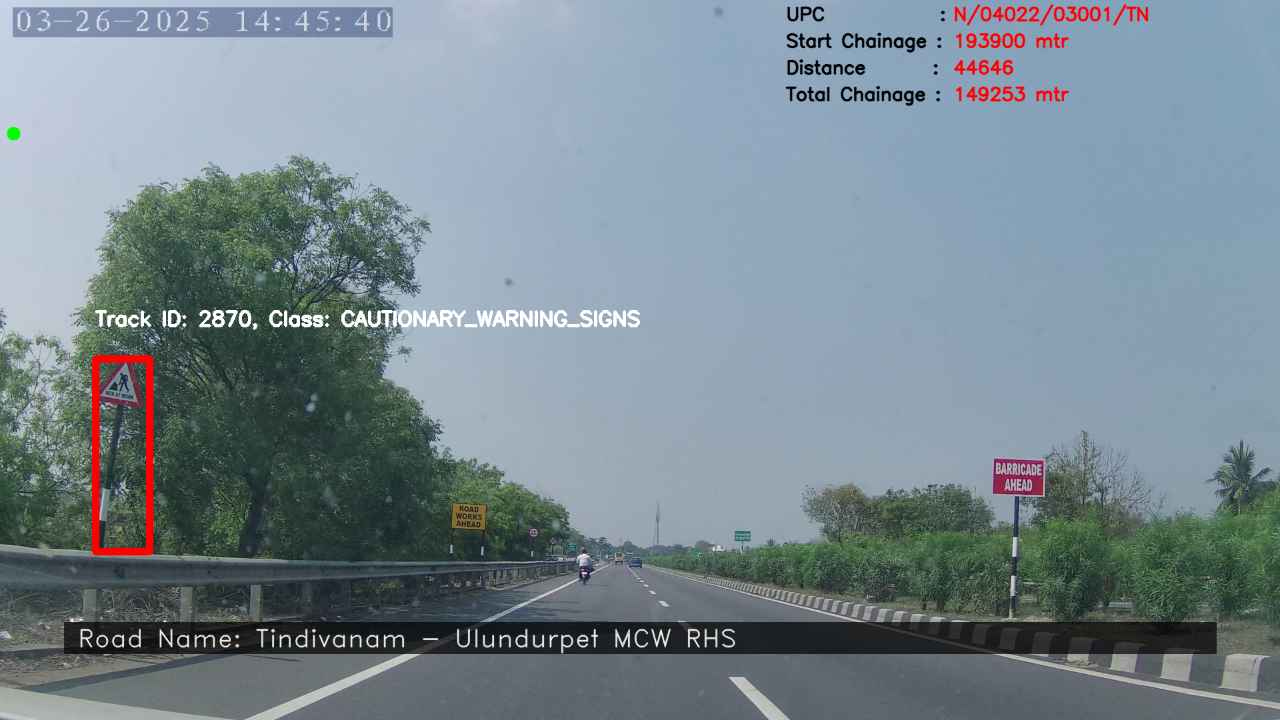 03-26-2025 14:45:40
UPC : N/04022/03001/TN
Start Chainage : 193900 mtr
Distance : 44646
Total Chainage : 149253 mtr
Track ID: 2870, Class: CAUTIONARY_WARNING_SIGNS
BARRICADE
AHEAD
ROAD
WORKS
AHEAD
Road Name: Tindivanam - Ulundurpet MCW RHS